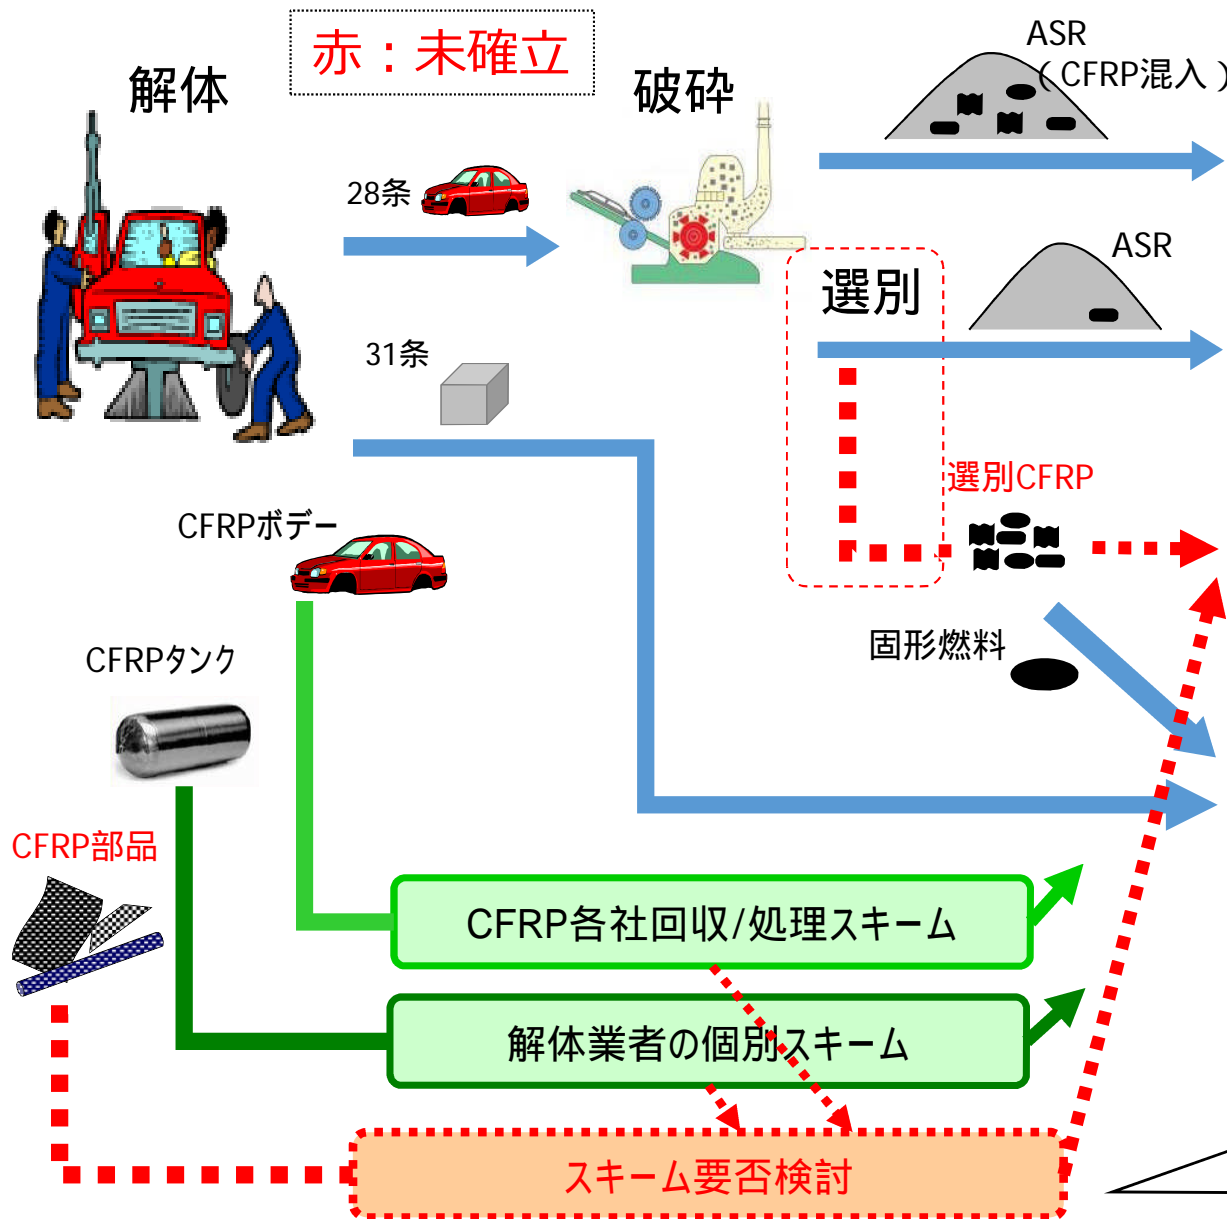 赤：未確立
解体
破砕
ASR
（CFRP混入）
28条
ASR
選別
31条
選別CFRP
CFRPボデー
固形燃料
CFRPタンク
CFRP部品
CFRP各社回収/処理スキーム
解体業者の個別スキーム
スキーム要否検討